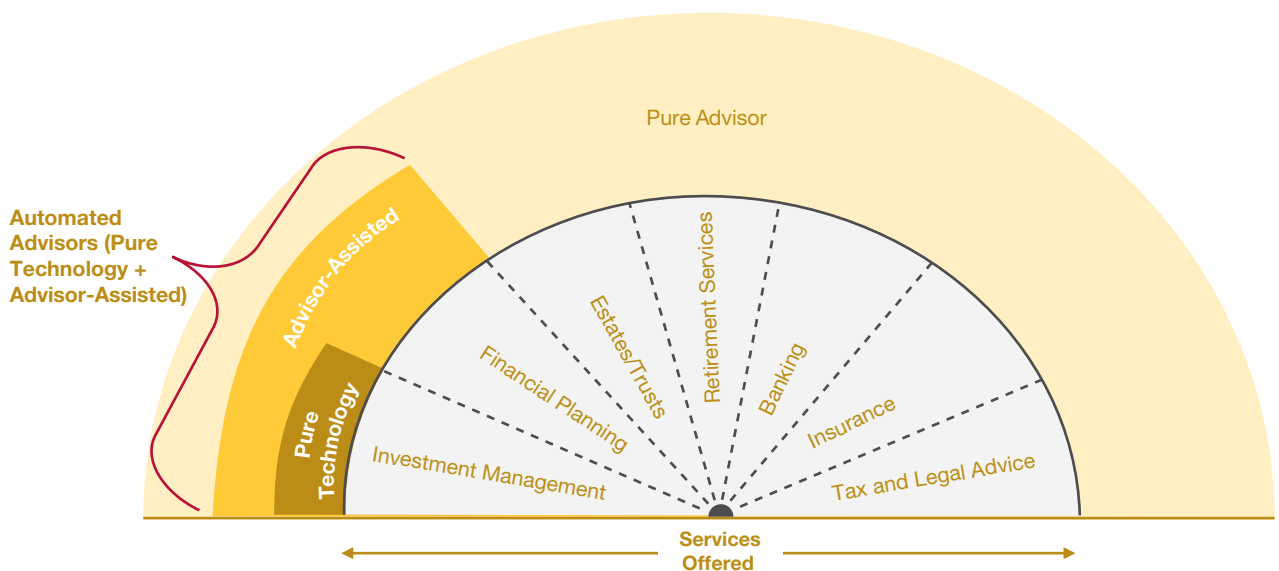 Pure Advisor
Automated
Advisors (Pure
Technology +
Advisor-Assisted)
Advisor-Assisted
Pure
Technology
Investment Management
Financial Planning
Estates/Trusts
Retirement Services
Banking
Insurance
Tax and Legal Advice
Services
Offered